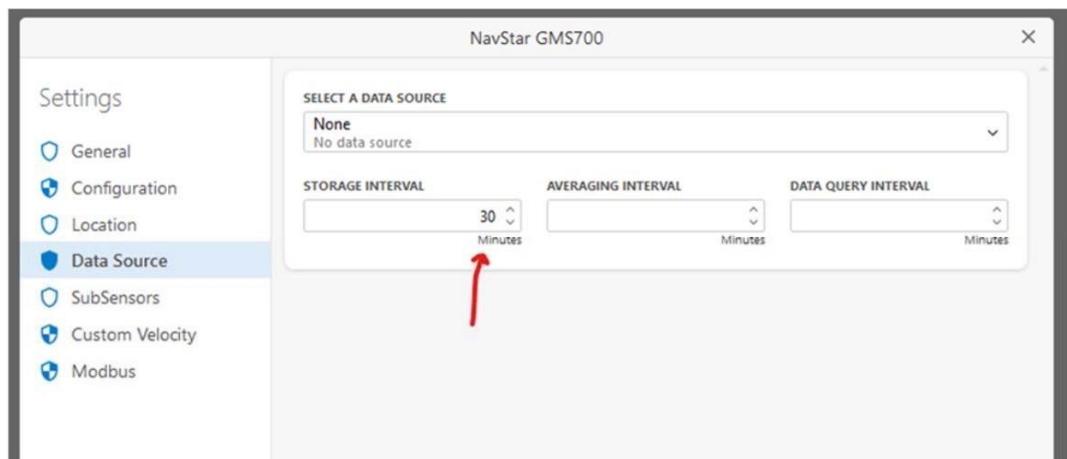 NavStar GMS700
Settings
General
Configuration
Location
Data Source
SubSensors
Custom Velocity
Modbus
SELECT A DATA SOURCE
None
No data source
STORAGE INTERVAL AVERAGING INTERVAL DATA QUERY INTERVAL
30
Minutes Minutes Minutes